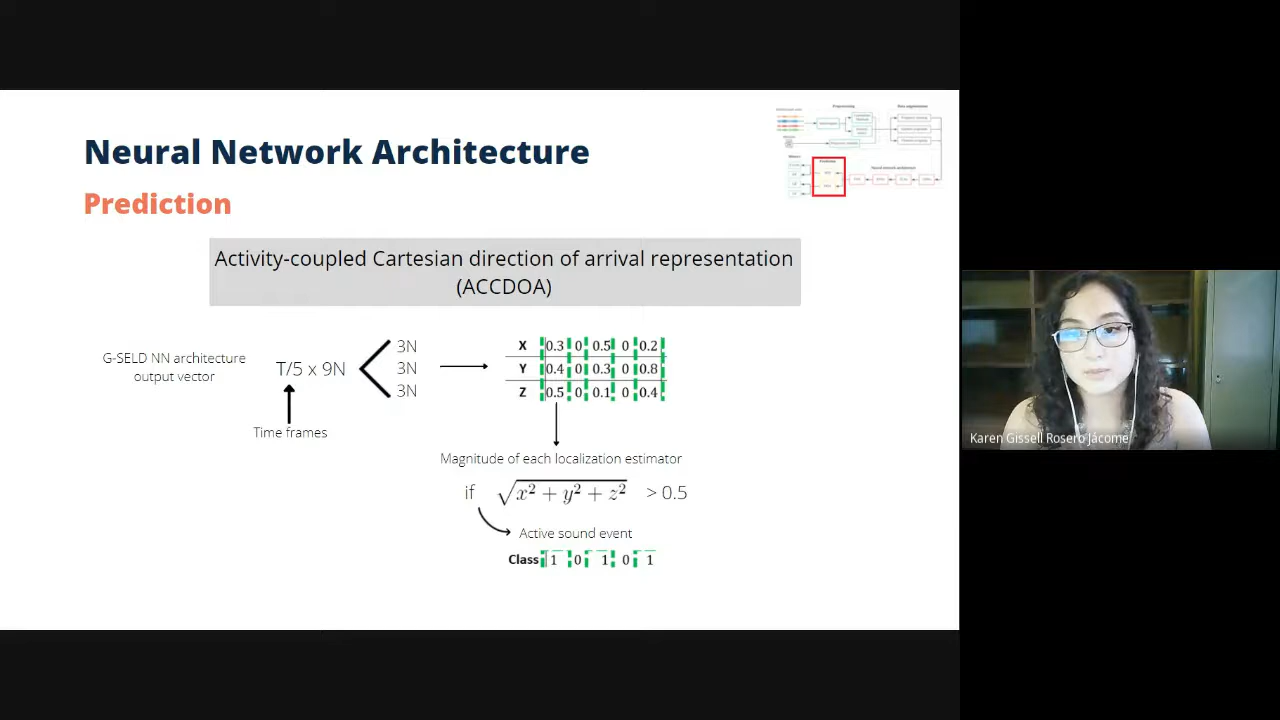 Neural Network Architecture
Prediction
Activity-coupled Cartesian direction of arrival representation
(ACCDOA)
G-SELD NN architecture
output vector
T/5 x 9N
3N
3N
3N
Time frames
X 0.3 0 0.5 0 0.2
Y 0.4 0 0.3 0 0.8
Z 0.5 0 0.1 0 0.4
Magnitude of each localization estimator
if √x² + y² + z² > 0.5
Active sound event
Class 1 0 1 0 1
Karen Gissell Rosero Jácome